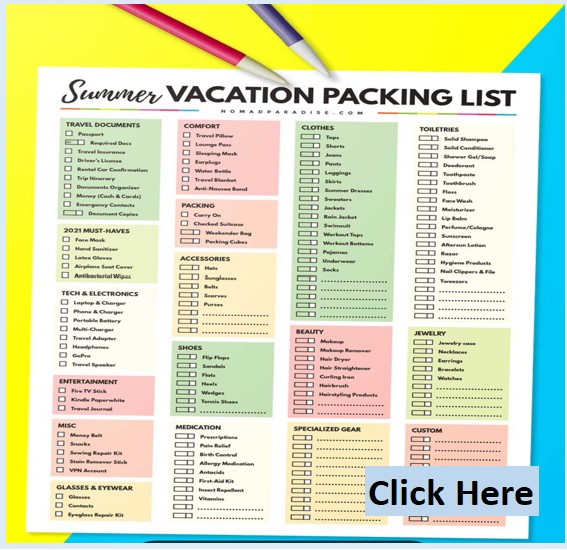 Summer VACATION PACKING LIST
NOMADPARADISE.COM
TRAVEL DOCUMENTS
Passport
Required Docs
Travel Insurance
Driver's License
Rental Car Confirmation
Trip Itinerary
Documents Organizer
Money (Cash & Cards)
Emergency Contacts
Document Copies
2021 MUST-HAVES
Face Mask
Hand Sanitizer
Latex Gloves
Airplane Seat Cover
Antibacterial Wipes
TECH & ELECTRONICS
Laptop & Charger
Phone & Charger
Portable Battery
Multi-Charger
Travel Adapter
Headphones
GoPro
Travel Speaker
ENTERTAINMENT
Fire TV Stick
Kindle Paperwhite
Travel Journal
MISC
Money Belt
Snacks
Sewing Repair Kit
Stain Remover Stick
VPN Account
GLASSES & EYEWEAR
Glasses
Contacts
Eyeglass Repair Kit
COMFORT
Travel Pillow
Lounge Pass
Sleeping Mask
Earplugs
Water Bottle
Travel Blanket
Anti-Nausea Band
PACKING
Carry On
Checked Suitcase
Weekender Bag
Packing Cubes
ACCESSORIES
Hats
Sunglasses
Belts
Scarves
Purses
SHOES
Flip Flops
Sandals
Flats
Heels
Wedges
Tennis Shoes
MEDICATION
Prescriptions
Pain Relief
Birth Control
Allergy Medication
Antacids
First-Aid Kit
Insect Repellent
Vitamins
CLOTHES
Tops
Shorts
Jeans
Pants
Leggings
Skirts
Summer Dresses
Sweaters
Jackets
Rain Jacket
Swimsuit
Workout Tops
Workout Bottoms
Pajamas
Underwear
Socks
BEAUTY
Makeup
Makeup Remover
Hair Dryer
Hair Straightener
Curling Iron
Hairbrush
Hairstyling Products
SPECIALIZED GEAR
TOILETRIES
Solid Shampoo
Solid Conditioner
Shower Gel/Soap
Deodorant
Toothpaste
Toothbrush
Floss
Face Wash
Moisturizer
Lip Balm
Perfume/Cologne
Sunscreen
Aftersun Lotion
Razor
Hygiene Products
Nail Clippers & File
Tweezers
JEWELRY
Jewelry case
Necklaces
Earrings
Bracelets
Watches
CUSTOM
Click Here